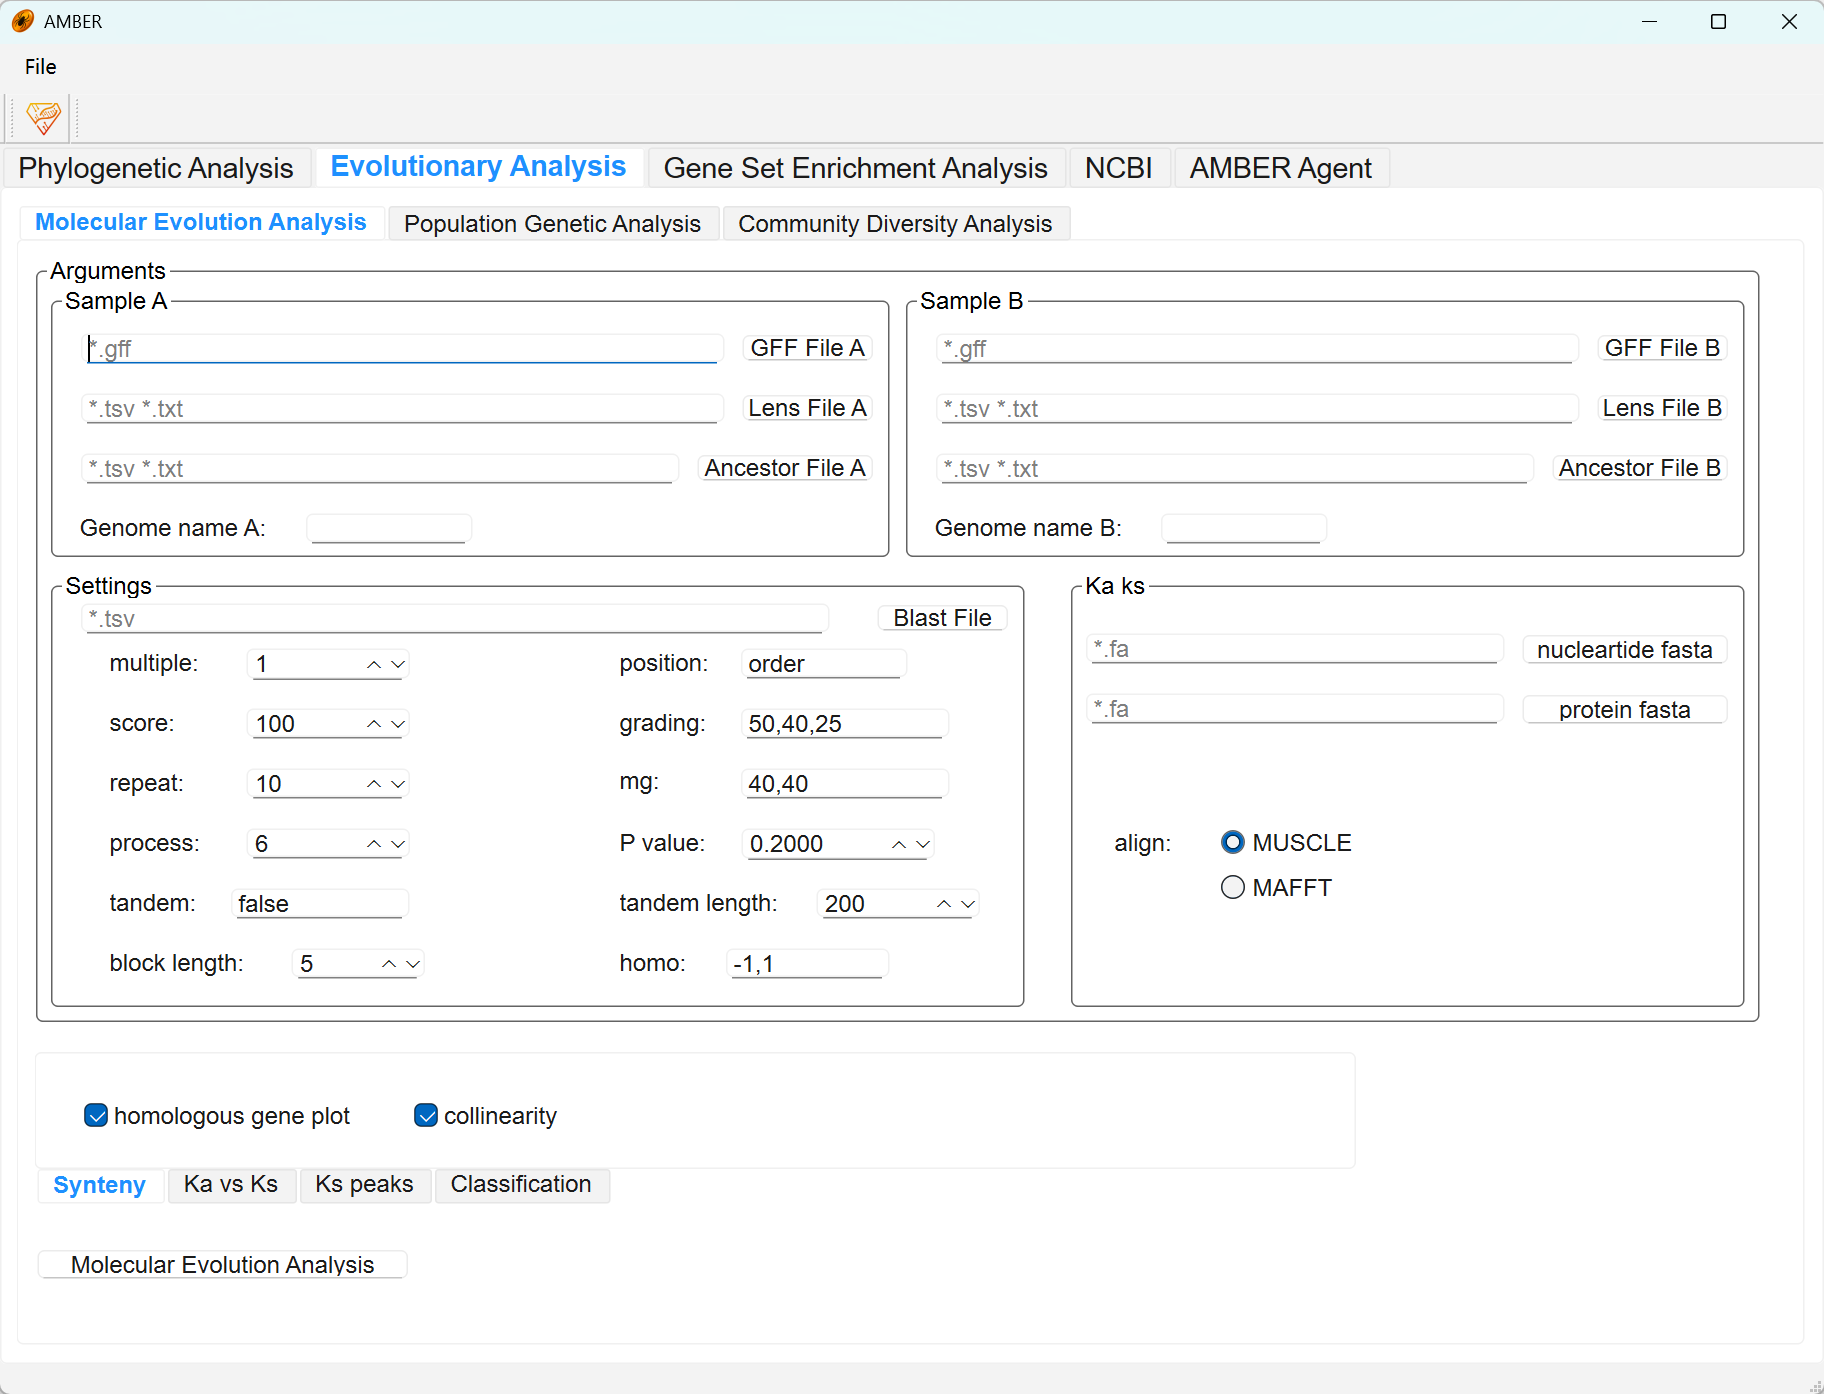 AMBER
File
Phylogenetic Analysis Evolutionary Analysis Gene Set Enrichment Analysis NCBI AMBER Agent
Molecular Evolution Analysis Population Genetic Analysis Community Diversity Analysis
Arguments
Sample A Sample B
*.gff GFF File A *.gff GFF File B
*.tsv *.txt Lens File A *.tsv *.txt Lens File B
*.tsv *.txt Ancestor File A *.tsv *.txt Ancestor File B
Genome name A: Genome name B:
Settings Ka ks
*.tsv Blast File
multiple: 1 position: order *.fa nucleartide fasta
score: 100 grading: 50,40,25 *.fa protein fasta
repeat: 10 mg: 40,40
process: 6 P value: 0.2000 align: MUSCLE
MAFFT
tandem: false tandem length: 200
block length: 5 homo: -1,1
homologous gene plot collinearity
Synteny Ka vs Ks Ks peaks Classification
Molecular Evolution Analysis